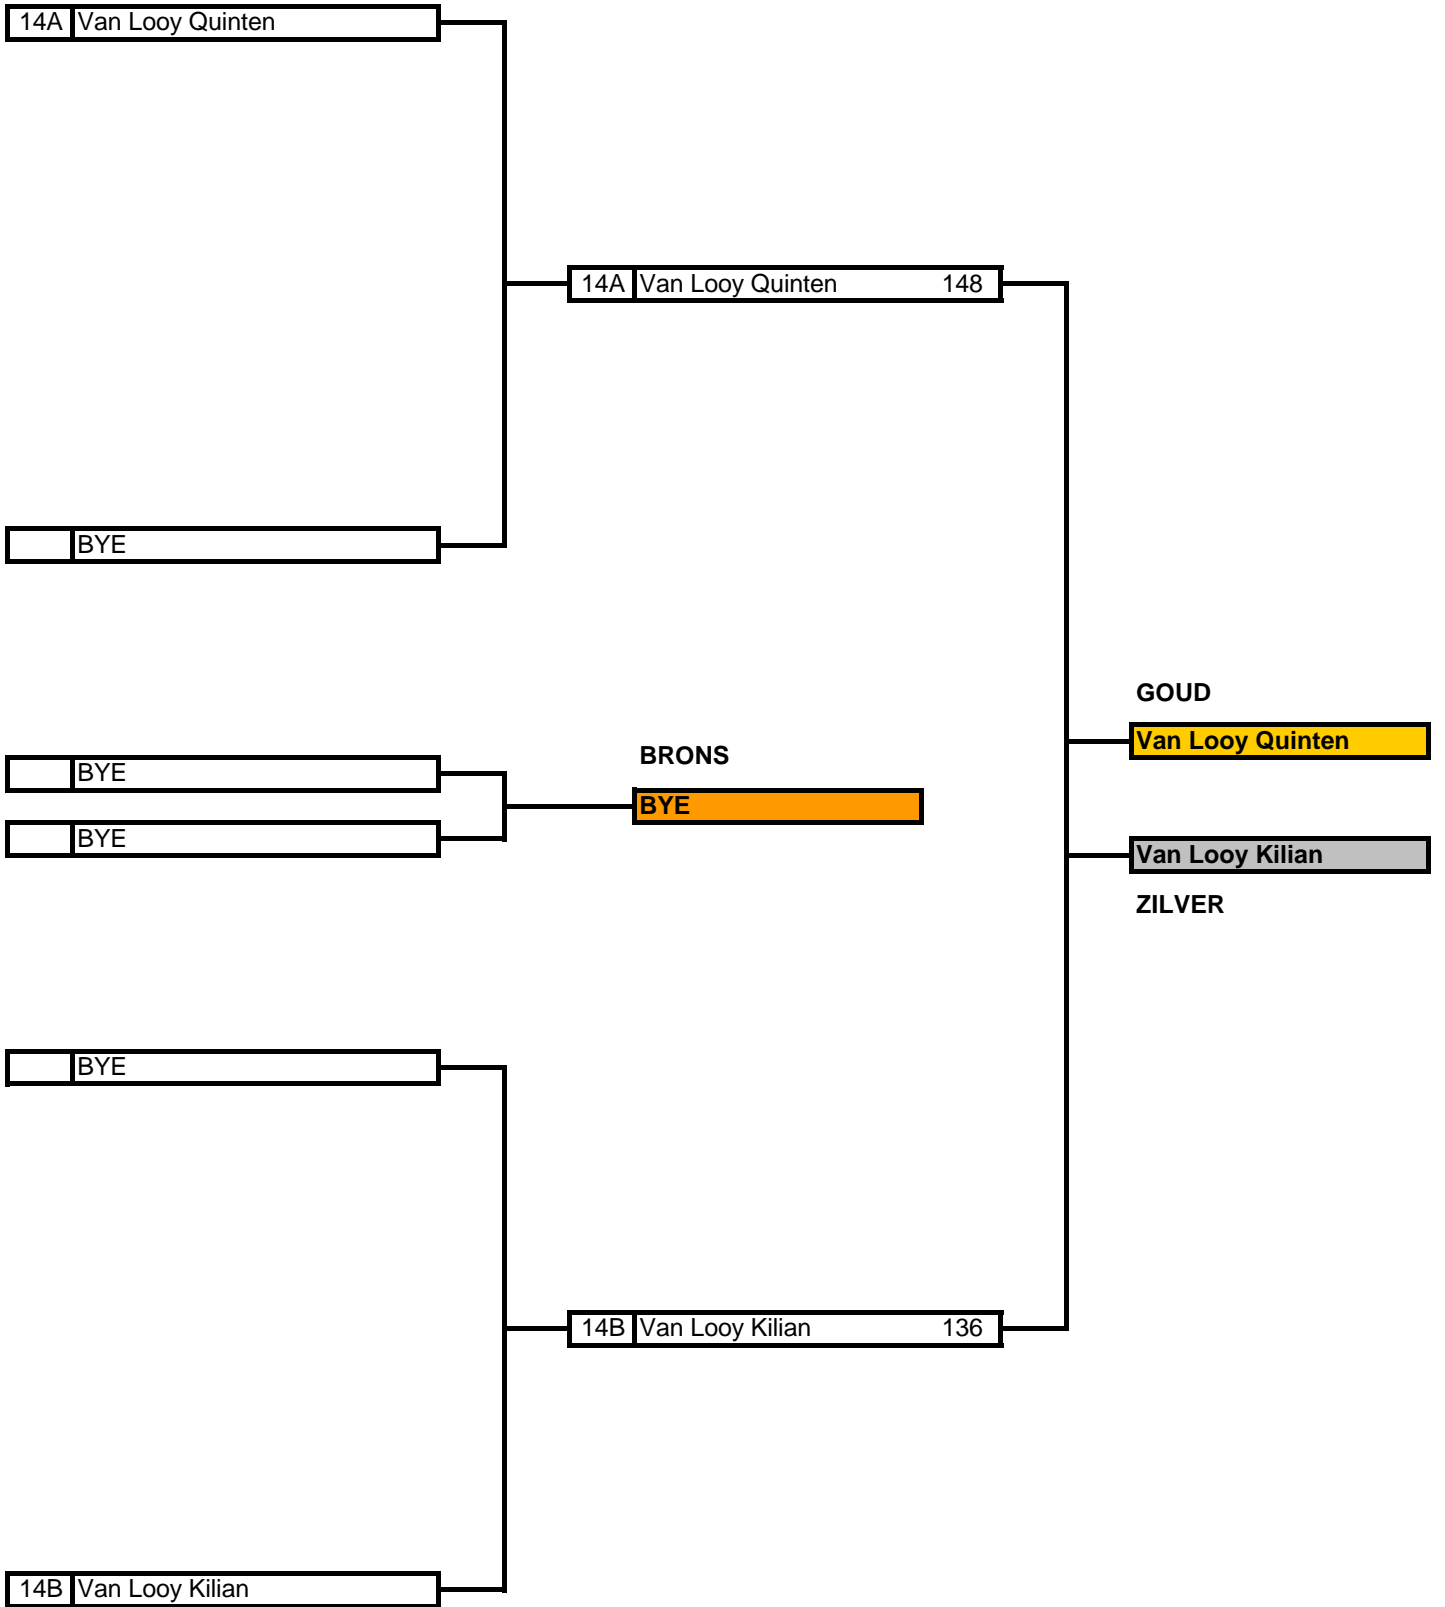 14A Van Looy Quinten
14A Van Looy Quinten 148
BYE
GOUD
Van Looy Quinten
BRONS
BYE
BYE
BYE
Van Looy Kilian
ZILVER
BYE
14B Van Looy Kilian 136
14B Van Looy Kilian